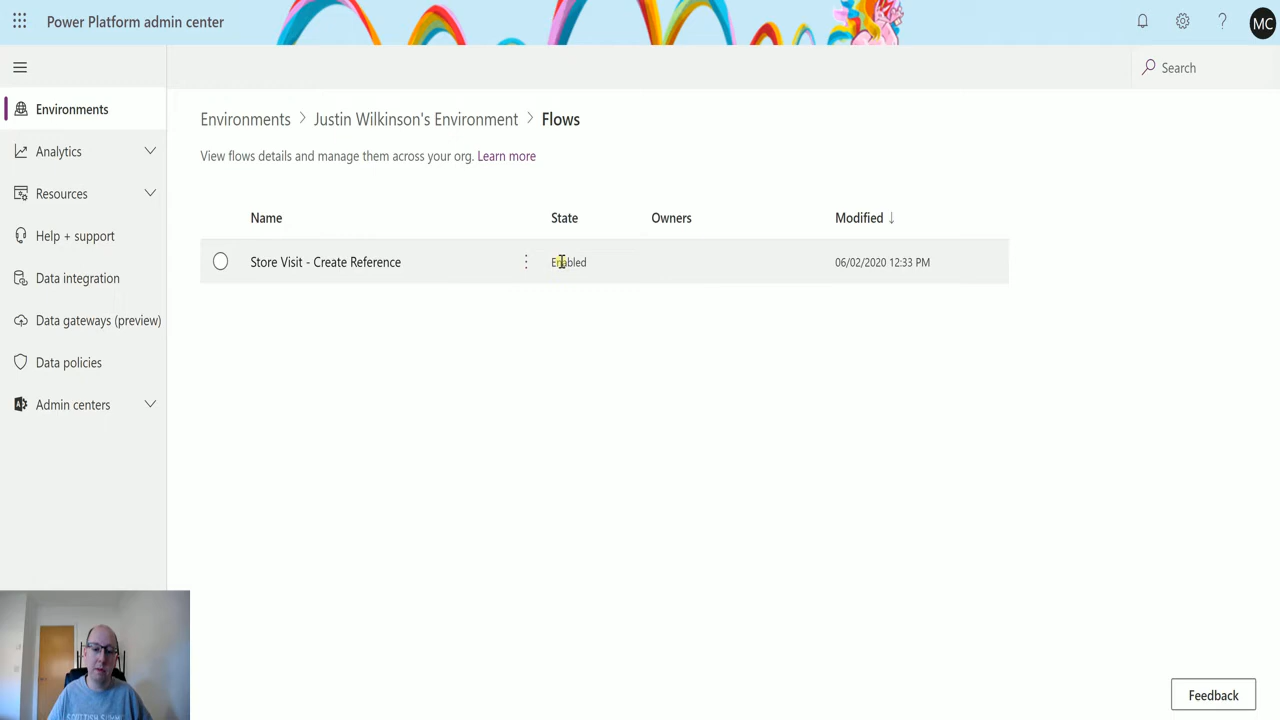 Power Platform admin center
MC
Search
Environments
Analytics
Resources
Help + support
Data integration
Data gateways (preview)
Data policies
Admin centers
Environments > Justin Wilkinson's Environment > Flows
View flows details and manage them across your org. Learn more
Name State Owners Modified ↓
Store Visit - Create Reference Enabled 06/02/2020 12:33 PM
SCOTTISH SUMM
Feedback